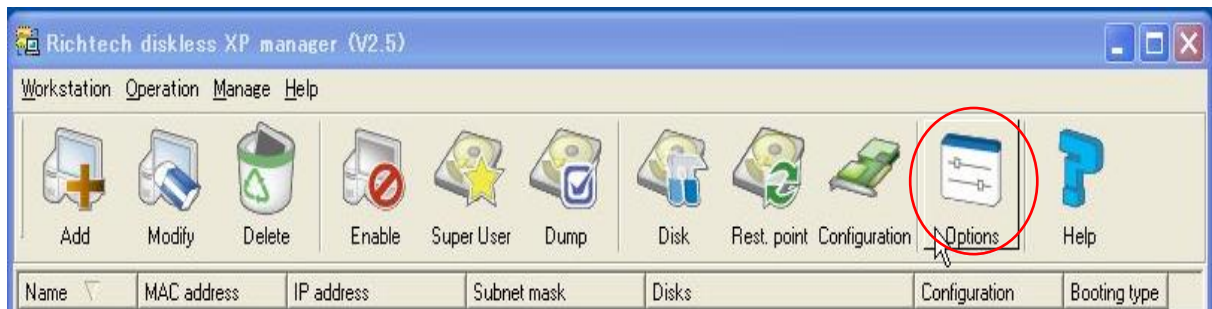 Richtech diskless XP manager (V2.5)
Workstation Operation Manage Help
Add Modify Delete Enable Super User Dump Disk Rest. point Configuration Options Help
Name MAC address IP address Subnet mask Disks Configuration Booting type